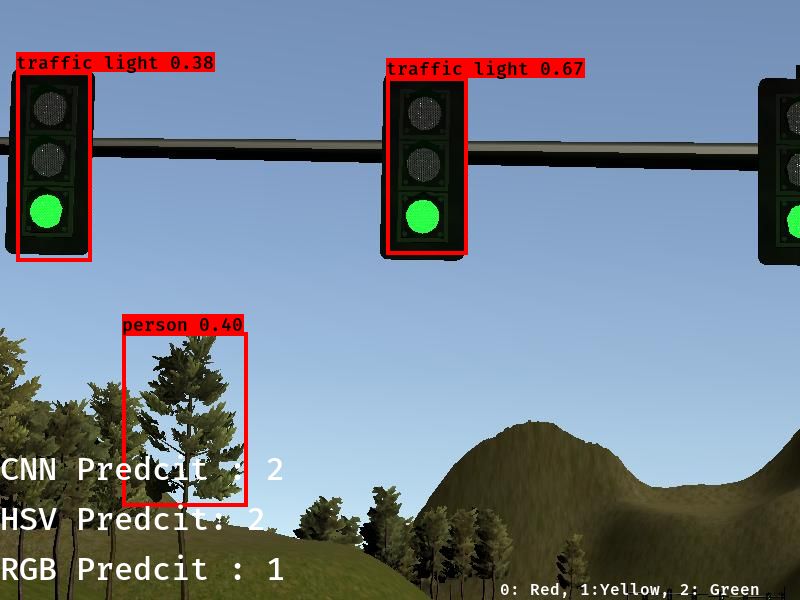 traffic light 0.38
traffic light 0.67
person 0.40
CNN Predcit : 2
HSV Predcit: 2
RGB Predcit : 1
0: Red, 1:Yellow, 2: Green